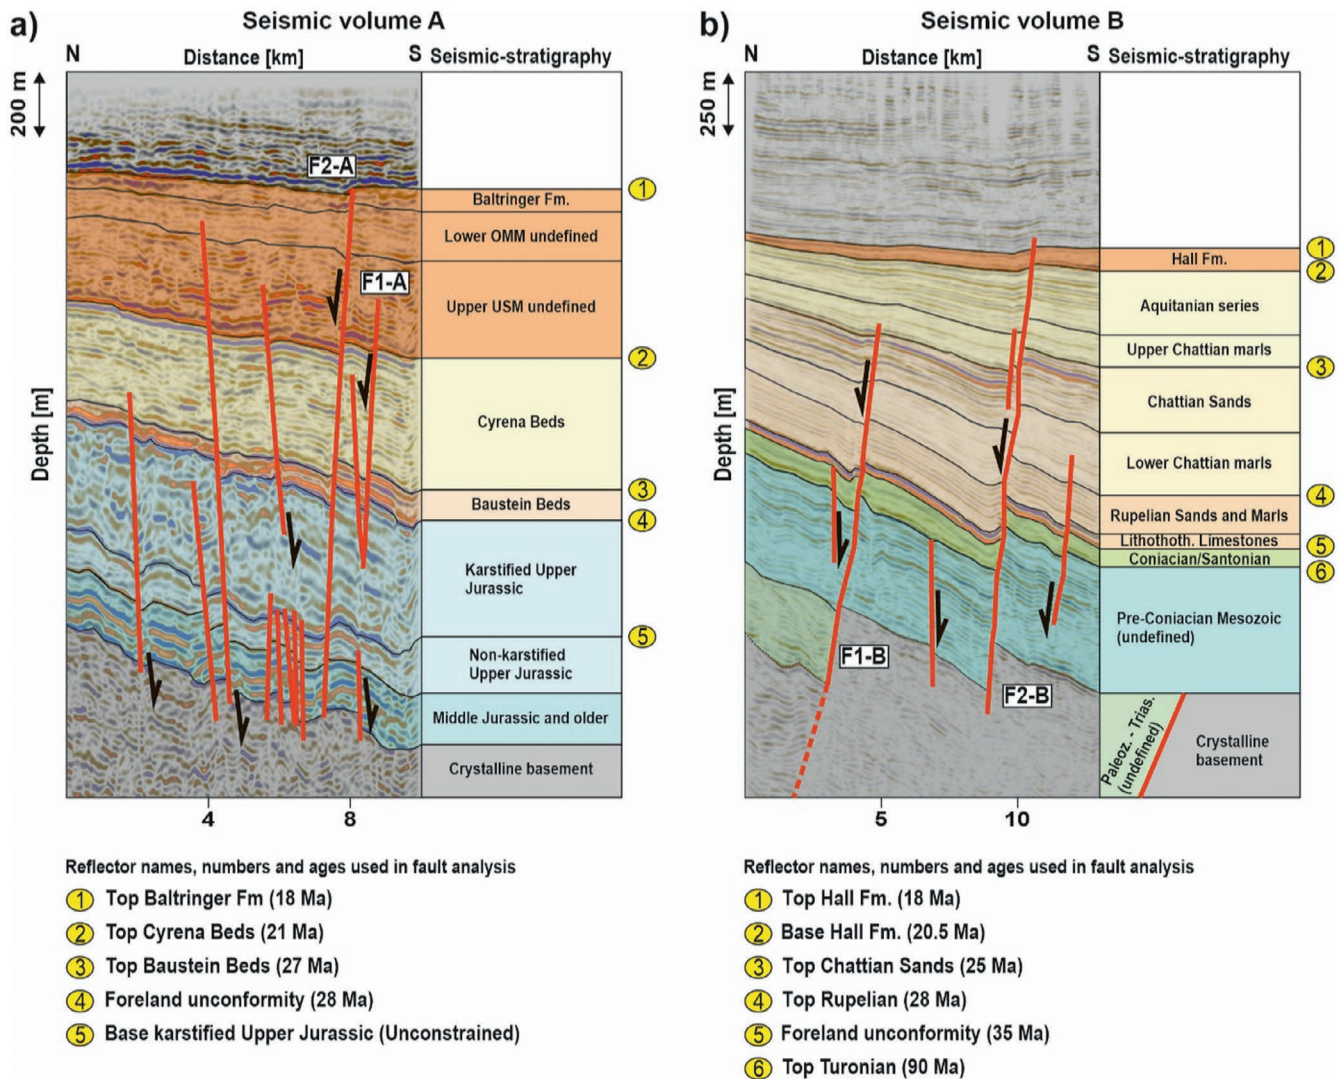 a)
Seismic volume A
N
Distance [km]
S
Seismic-stratigraphy
200 m
Depth [m]
F2-A
F1-A
Baltringer Fm.
Lower OMM undefined
Upper USM undefined
Cyrena Beds
Baustein Beds
Karstified Upper
Jurassic
Non-karstified
Upper Jurassic
Middle Jurassic and older
Crystalline basement
1
2
3
4
5
4
8
Reflector names, numbers and ages used in fault analysis
1 Top Baltringer Fm (18 Ma)
2 Top Cyrena Beds (21 Ma)
3 Top Baustein Beds (27 Ma)
4 Foreland unconformity (28 Ma)
5 Base karstified Upper Jurassic (Unconstrained)
b)
Seismic volume B
N
Distance [km]
S
Seismic-stratigraphy
250 m
Depth [m]
F1-B
F2-B
Hall Fm.
Aquitanian series
Upper Chattian marls
Chattian Sands
Lower Chattian marls
Rupelian Sands and Marls
Lithothoth. Limestones
Coniacian/Santonian
Pre-Coniacian Mesozoic
(undefined)
Paleoz. - Trias.
(undefined)
Crystalline
basement
1
2
3
4
5
6
5
10
Reflector names, numbers and ages used in fault analysis
1 Top Hall Fm. (18 Ma)
2 Base Hall Fm. (20.5 Ma)
3 Top Chattian Sands (25 Ma)
4 Top Rupelian (28 Ma)
5 Foreland unconformity (35 Ma)
6 Top Turonian (90 Ma)